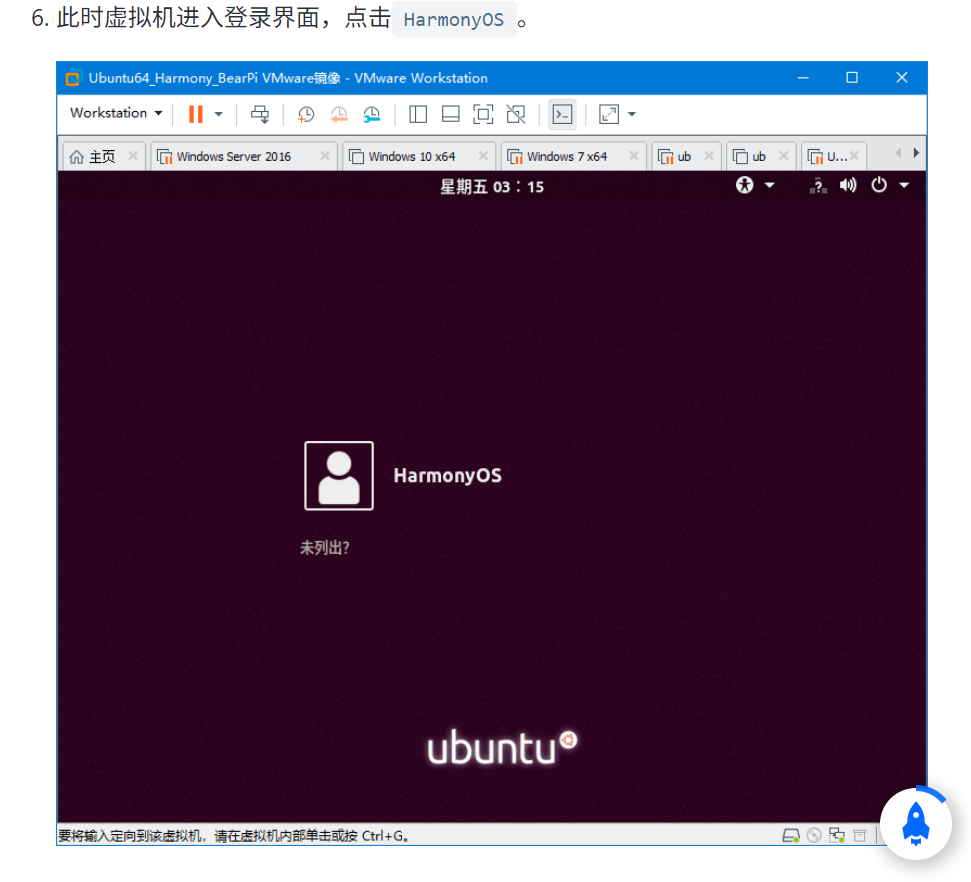 6. 此时虚拟机进入登录界面，点击 HarmonyOS 。
Ubuntu64_Harmony_BearPi VMware镜像 - VMware Workstation
Workstation
主页 Windows Server 2016 Windows 10 x64 Windows 7 x64 ub ub U...
星期五 03：15
HarmonyOS
未列出?
ubuntu
要将输入定向到该虚拟机，请在虚拟机内部单击或按 Ctrl+G。